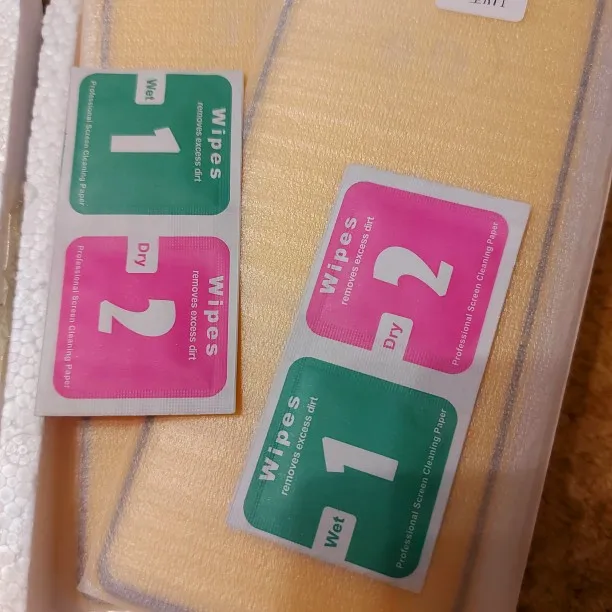 Wipes
removes excess dirt
1
Wet
Professional Screen Cleaning Paper
Wipes
removes excess dirt
2
Dry
Professional Screen Cleaning Paper
Wipes
removes excess dirt
2
Dry
Professional Screen Cleaning Paper
Wipes
removes excess dirt
1
Wet
Professional Screen Cleaning Paper